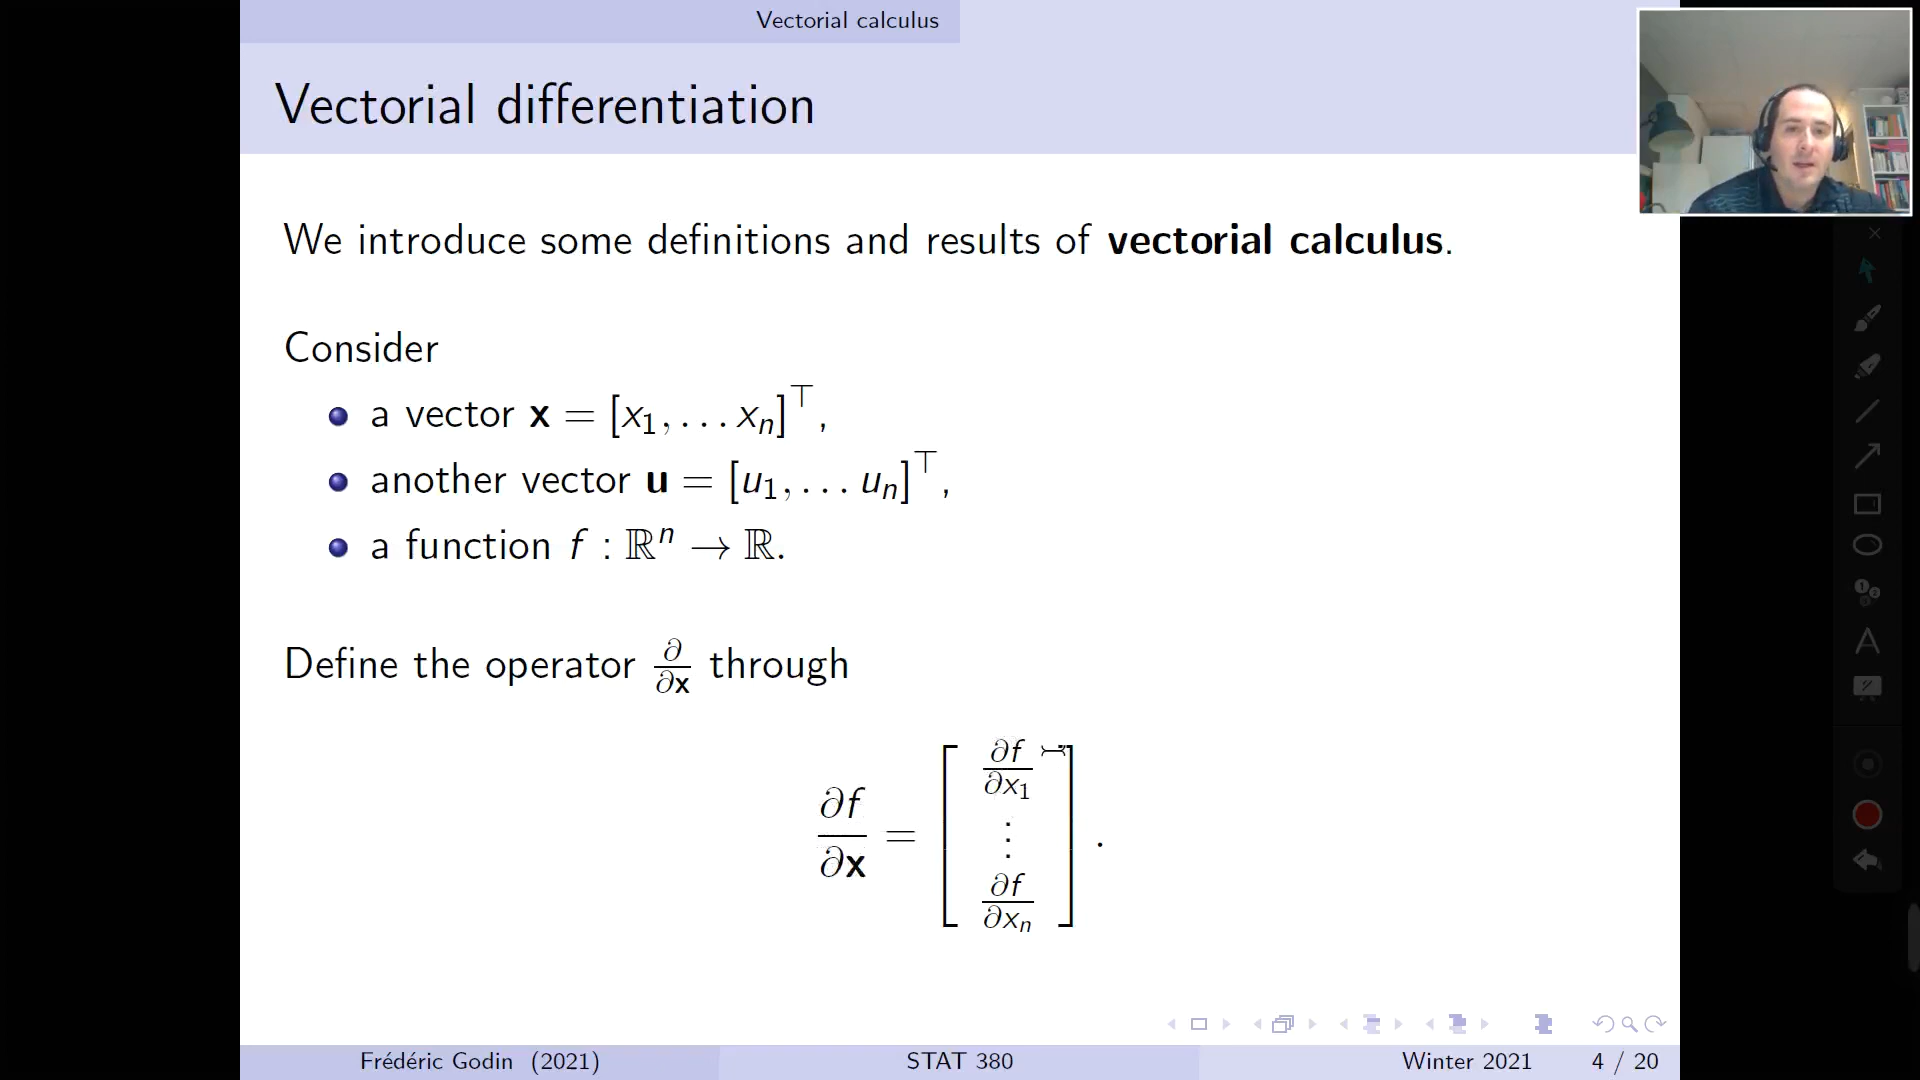 Vectorial calculus
Vectorial differentiation
We introduce some definitions and results of vectorial calculus.
Consider
a vector x = [x₁, . . . xₙ]⊤,
another vector u = [u₁, . . . uₙ]⊤,
a function f : ℝⁿ → ℝ.
Define the operator ∂/∂x through
∂f/∂x = [ ∂f/∂x₁ ⋮ ∂f/∂xₙ ] .
Frédéric Godin (2021) STAT 380 Winter 2021 4 / 20